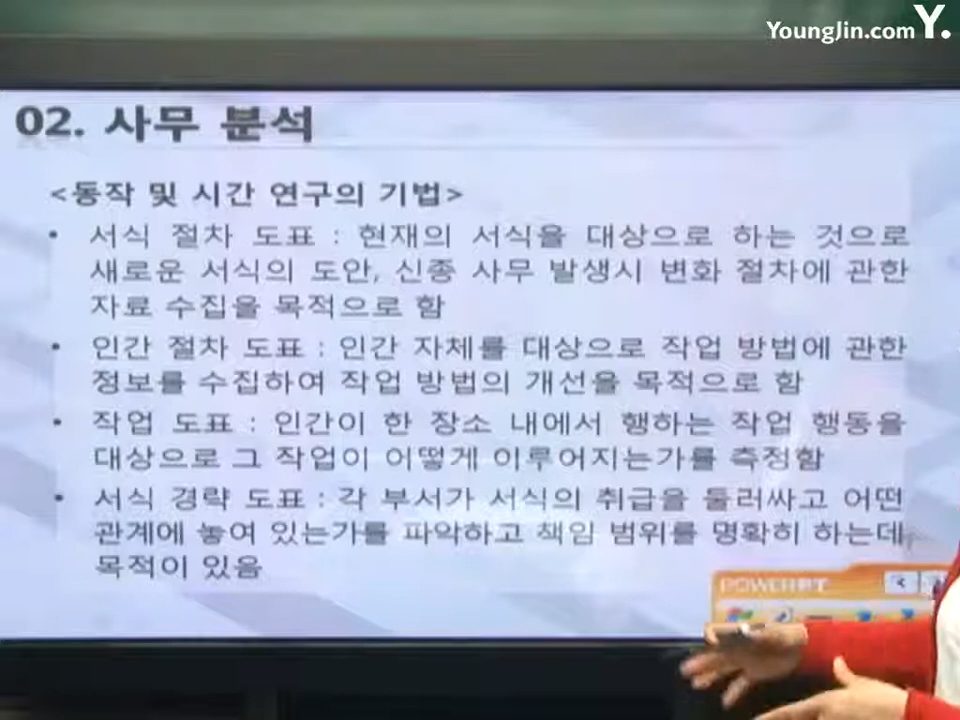 YoungJin.com Y.
02. 사무 분석
<동작 및 시간 연구의 기법>
• 서식 절차 도표 : 현재의 서식을 대상으로 하는 것으로
새로운 서식의 도안, 신종 사무 발생시 변화 절차에 관한
자료 수집을 목적으로 함
• 인간 절차 도표 : 인간 자체를 대상으로 작업 방법에 관한
정보를 수집하여 작업 방법의 개선을 목적으로 함
• 작업 도표 : 인간이 한 장소 내에서 행하는 작업 행동을
대상으로 그 작업이 어떻게 이루어지는가를 측정함
• 서식 경략 도표 : 각 부서가 서식의 취급을 둘러싸고 어떤
관계에 놓여 있는가를 파악하고 책임 범위를 명확히 하는데
목적이 있음
POWERPT